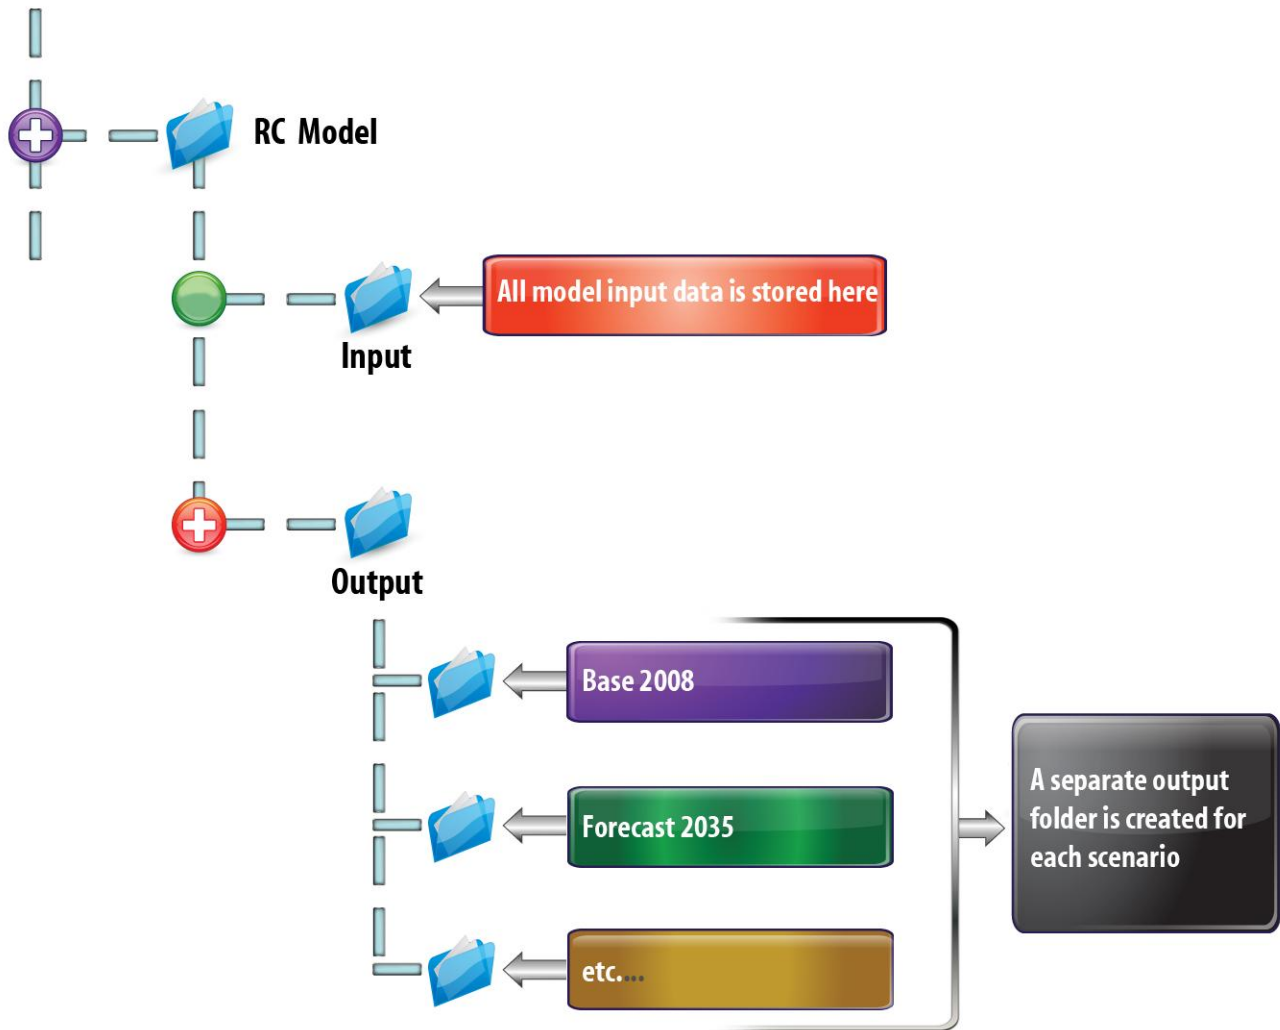 RC Model
All model input data is stored here
Input
Output
Base 2008
Forecast 2035
A separate output
folder is created for
each scenario
etc....